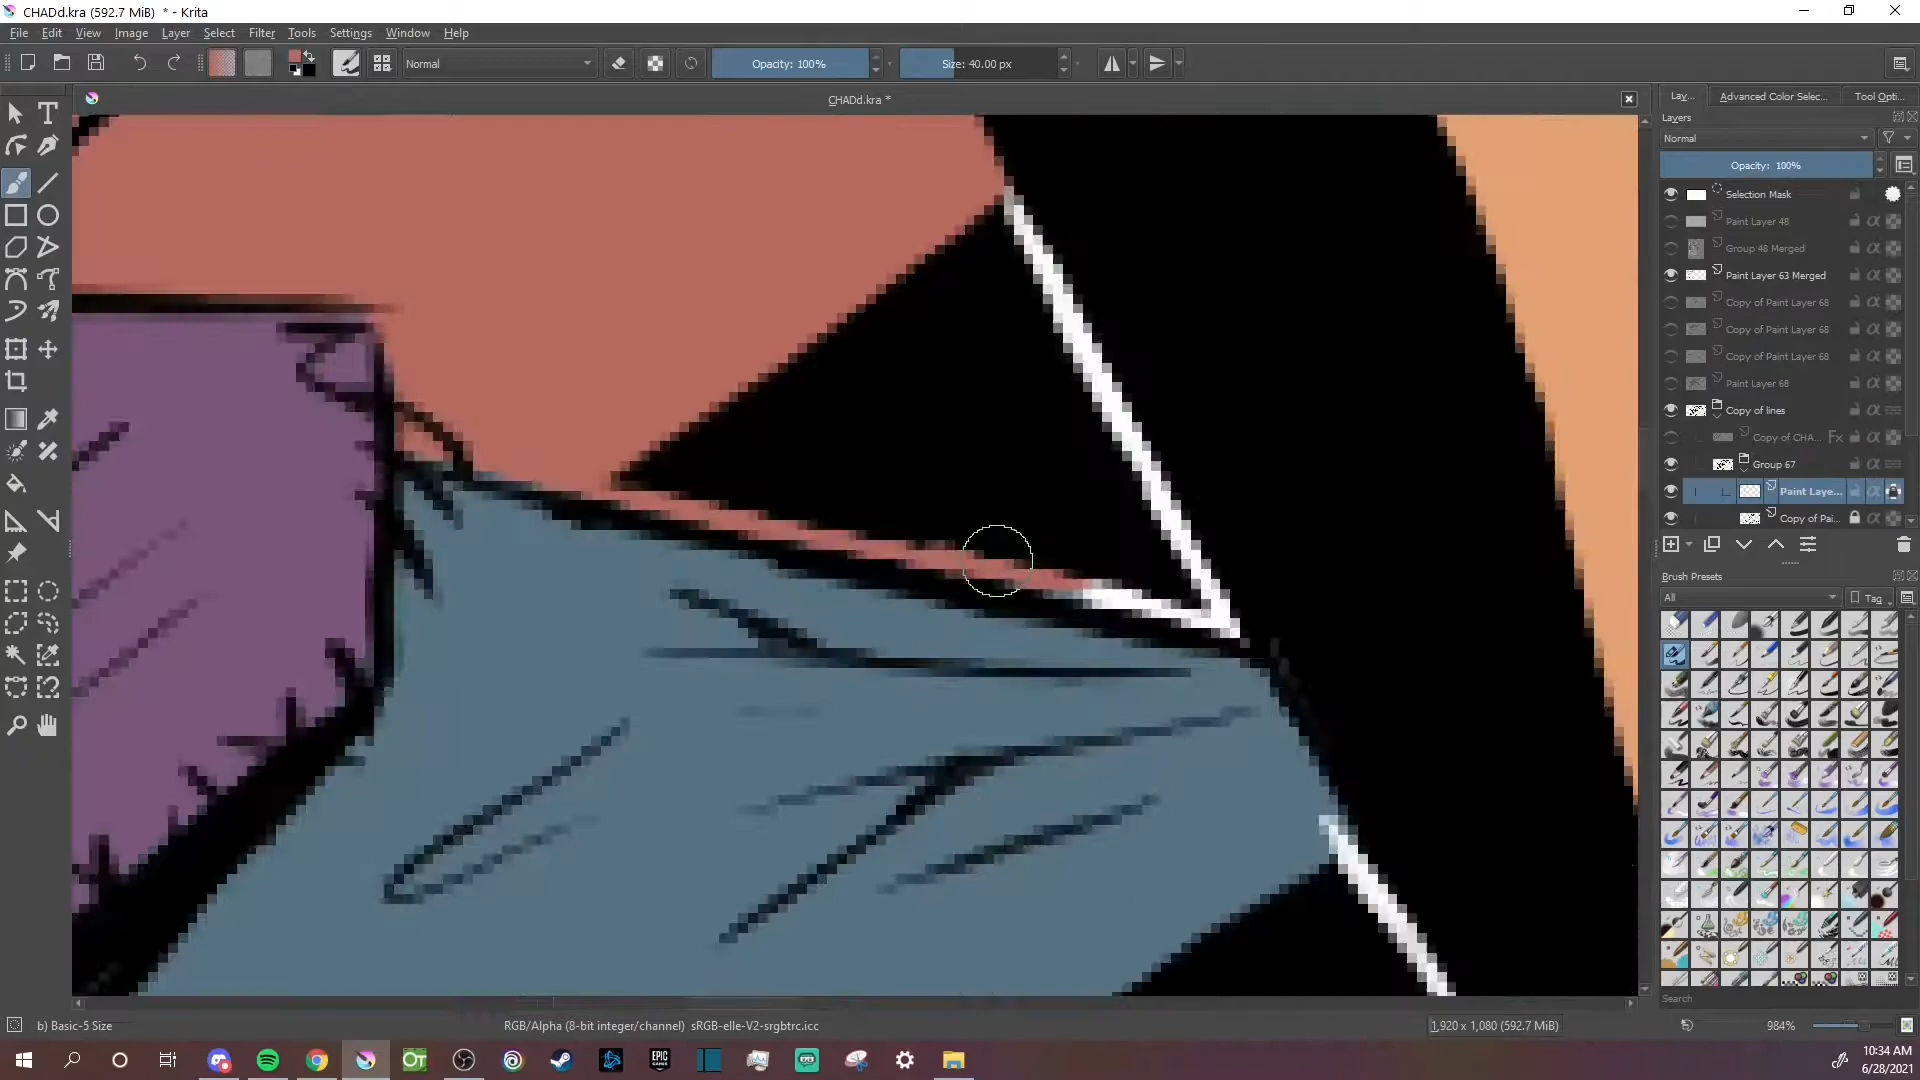 CHADd.kra (592.7 MiB) * - Krita
File Edit View Image Layer Select Filter Tools Settings Window Help
Normal
Opacity: 100%
Size: 40.00 px
CHADd.kra *
Lay...
Advanced Color Selec...
Tool Opti...
Layers
Normal
Opacity: 100%
Selection Mask
Paint Layer 48
Group 48 Merged
Paint Layer 63 Merged
Copy of Paint Layer 68
Copy of Paint Layer 68
Copy of Paint Layer 68
Paint Layer 68
Copy of lines
Copy of CHA...
Fx
Group 67
Paint Laye...
Copy of Pai...
Brush Presets
All
Tag
Search
b) Basic-5 Size
RGB/Alpha (8-bit integer/channel) sRGB-elle-V2-srgbtrc.icc
1,920 x 1,080 (592.7 MiB)
984%
OT
EPIC
GAMES
10:34 AM
6/28/2021